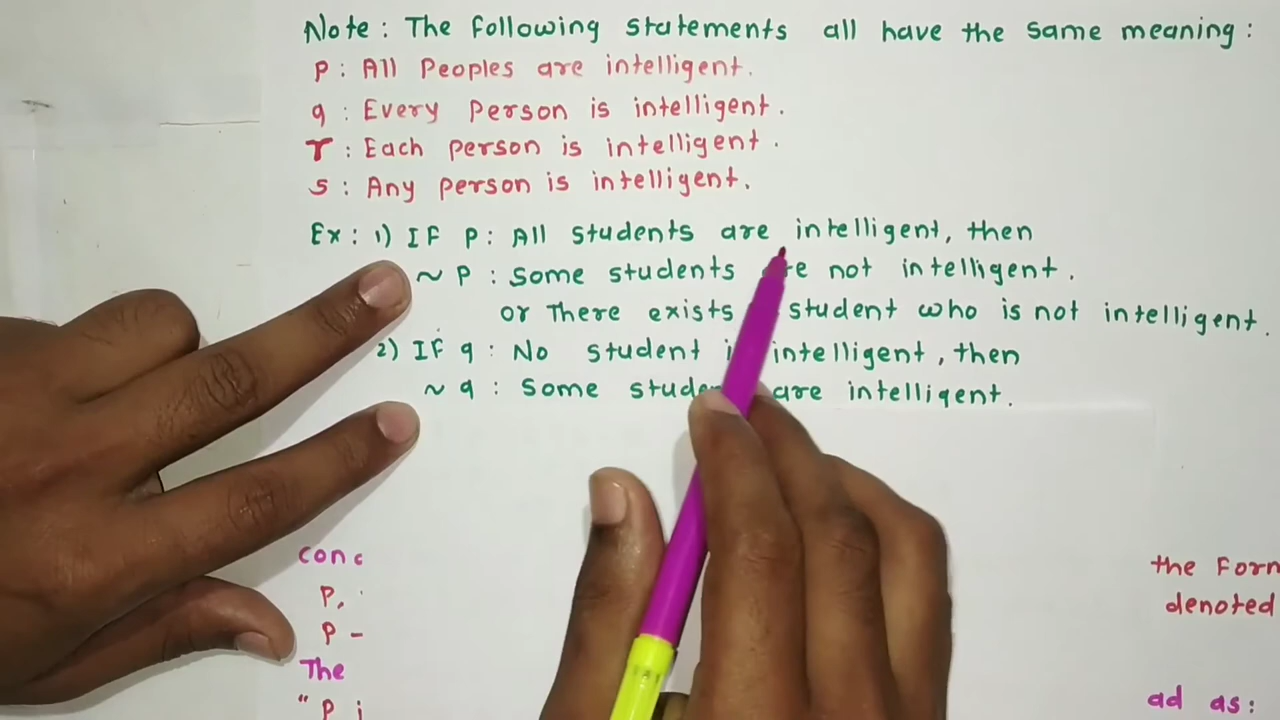 Note: The Following statements all have the same meaning:
P: All Peoples are intelligent.
q: Every Person is intelligent.
r: Each person is intelligent.
s: Any person is intelligent.
Ex: 1) IF P: All students are intelligent, then
~ P: Some students are not intelligent.
or There exists student who is not intelligent.
2) IF q: No student intelligent, then
~ q: Some are intelligent.
the
P,
denoted
P -
The
"P
ad as: